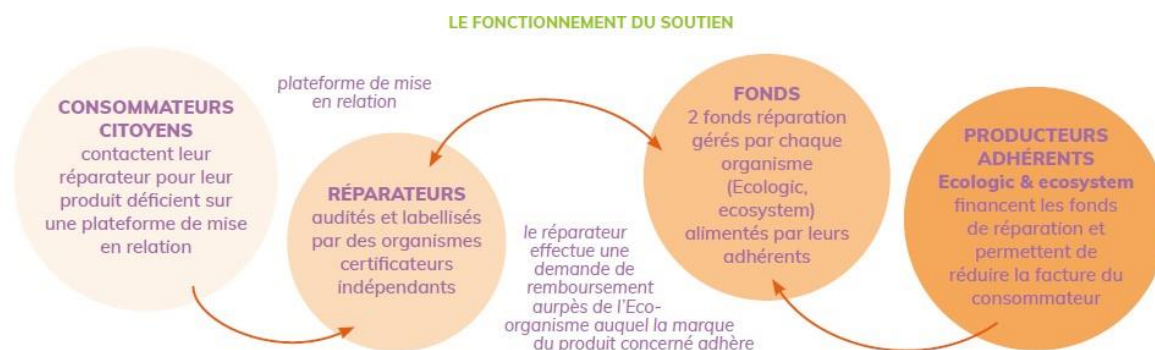 LE FONCTIONNEMENT DU SOUTIEN
CONSOMMATEURS
CITOYENS
contactent leur
réparateur pour leur
produit déficient sur
une plateforme de mise
en relation
plateforme de mise
en relation
RÉPARATEURS
audités et labellisés
par des organismes
certificateurs
indépendants
le réparateur
effectue une
demande de
remboursement
aurpès de l'Eco-
organisme auquel la marque
du produit concerné adhère
FONDS
2 fonds réparation
gérés par chaque
organisme
(Ecologic,
ecosystem)
alimentés par leurs
adhérents
PRODUCTEURS
ADHÉRENTS
Ecologic & ecosystem
financent les fonds
de réparation et
permettent de
réduire la facture du
consommateur